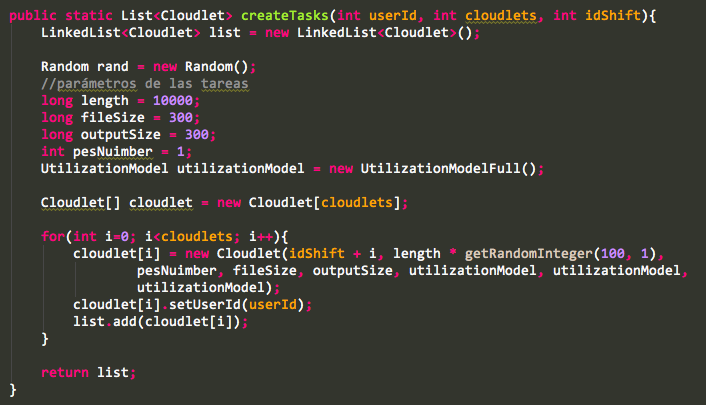 public static List<Cloudlet> createTasks(int userId, int cloudlets, int idShift){
LinkedList<Cloudlet> list = new LinkedList<Cloudlet>();
Random rand = new Random();
//parámetros de las tareas
long length = 10000;
long fileSize = 300;
long outputSize = 300;
int pesNuimber = 1;
UtilizationModel utilizationModel = new UtilizationModelFull();
Cloudlet[] cloudlet = new Cloudlet[cloudlets];
for(int i=0; i<cloudlets; i++){
cloudlet[i] = new Cloudlet(idShift + i, length * getRandomInteger(100, 1),
pesNuimber, fileSize, outputSize, utilizationModel, utilizationModel,
utilizationModel);
cloudlet[i].setUserId(userId);
list.add(cloudlet[i]);
}
return list;
}